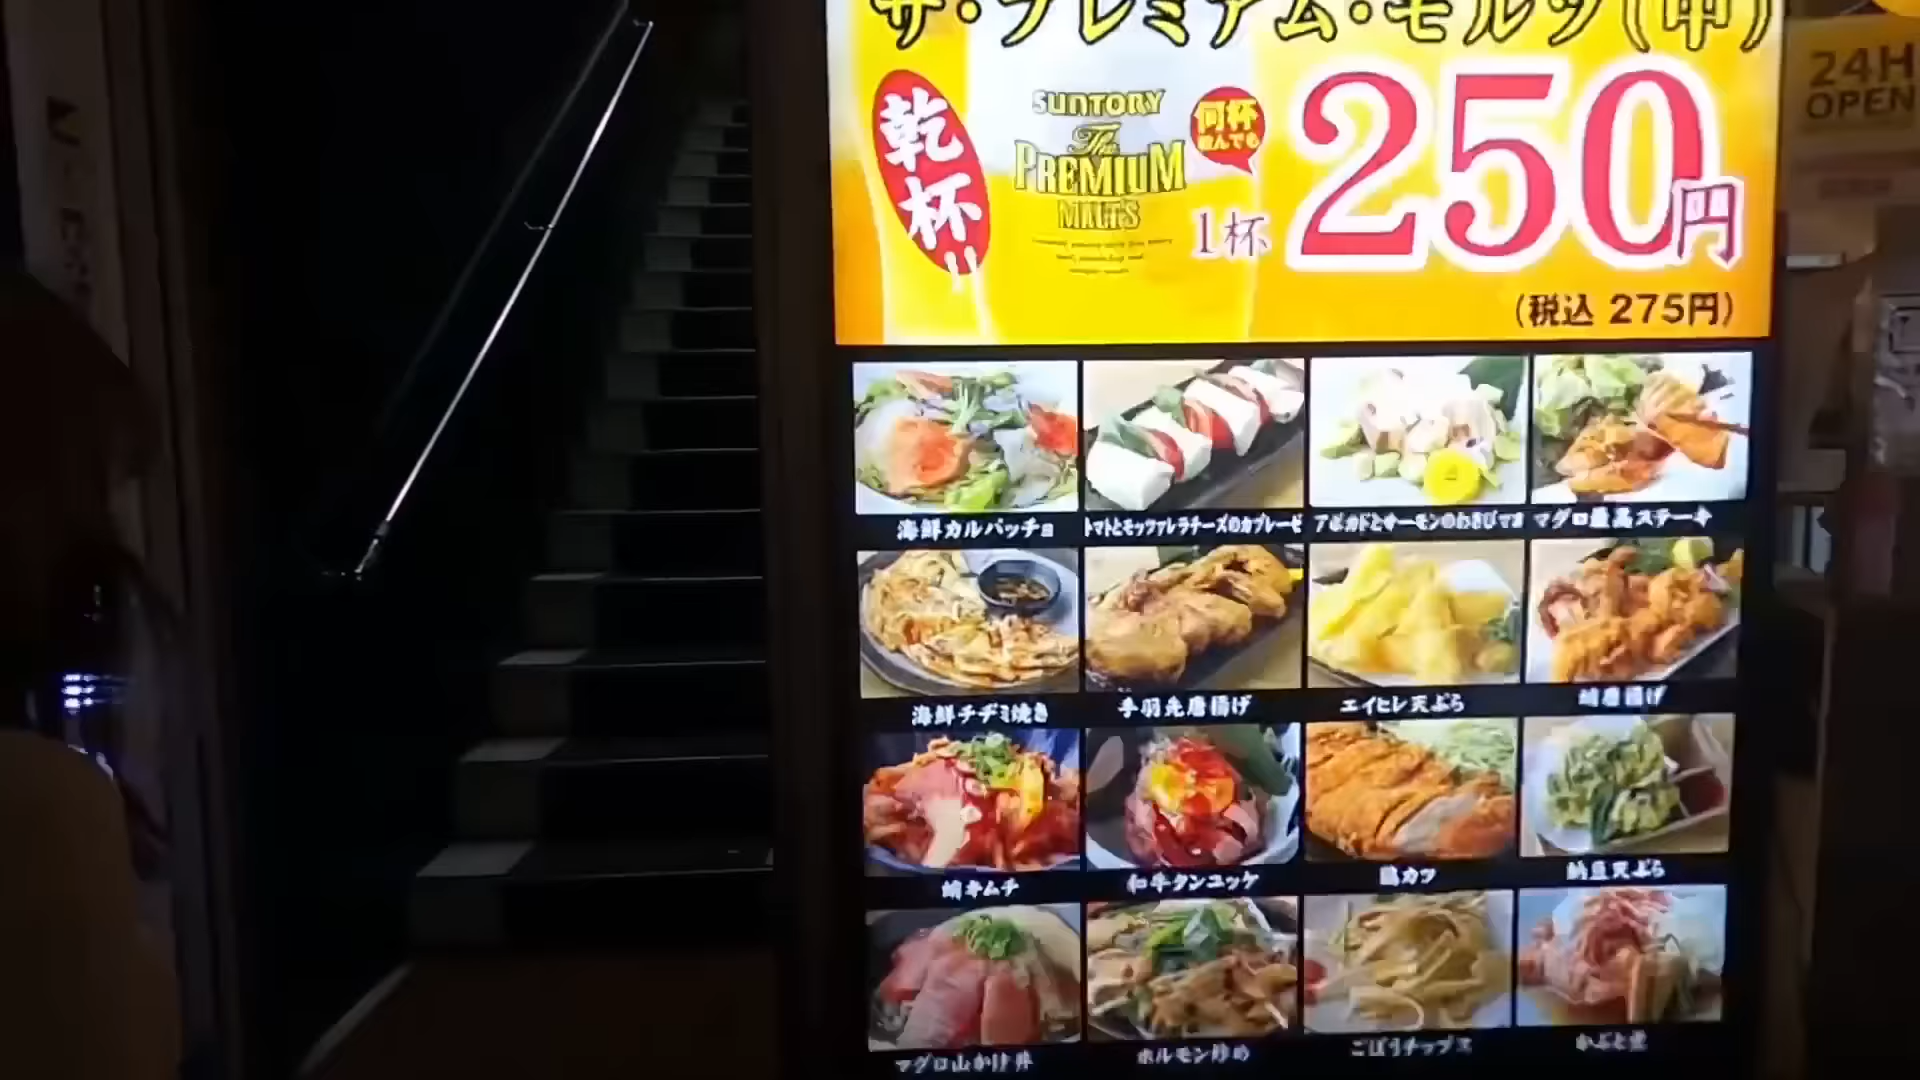 ザ・プレミアム・モルツ(中)
乾杯!!
SUNTORY
The
PREMIUM
MALT'S
何杯
飲んでも
1杯
250円
(税込 275円)
24H
OPEN
海鮮カルパッチョ
トマトとモッツァレラチーズのカプレーゼ
アボカドとサーモンのわさびマヨ
マグロ最高ステーキ
海鮮チヂミ焼き
手羽先唐揚げ
エイヒレ天ぷら
唐揚げ
キムチ
和牛タンユッケ
鶏カツ
納豆天ぷら
マグロ山かけ丼
ホルモン炒め
ごぼうチップス
かぶと煮